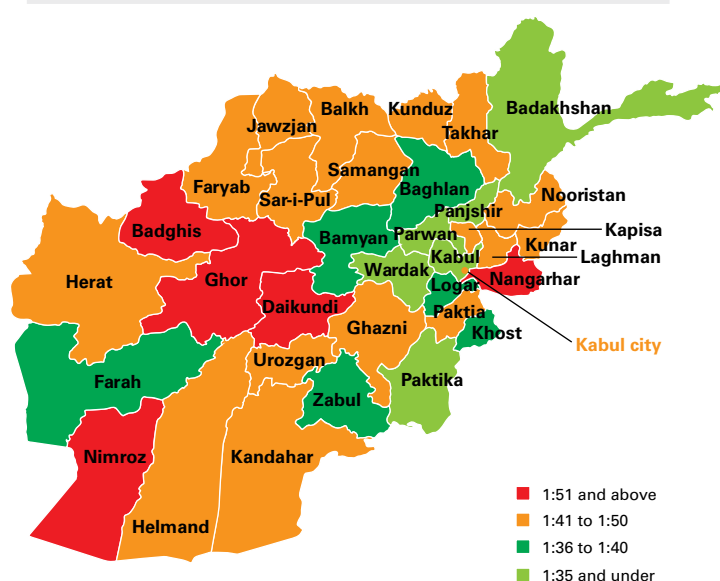 Badakhshan
Balkh
Kunduz
Jawzjan
Takhar
Samangan
Faryab
Baghlan
Nooristan
Sar-i-Pul
Panjshir
Badghis
Bamyan
Parwan
Kapisa
Kunar
Kabul
Laghman
Wardak
Herat
Ghor
Nangarhar
Logar
Daikundi
Paktia
Ghazni
Khost
Kabul city
Urozgan
Farah
Paktika
Zabul
Nimroz
Kandahar
Helmand
1:51 and above
1:41 to 1:50
1:36 to 1:40
1:35 and under